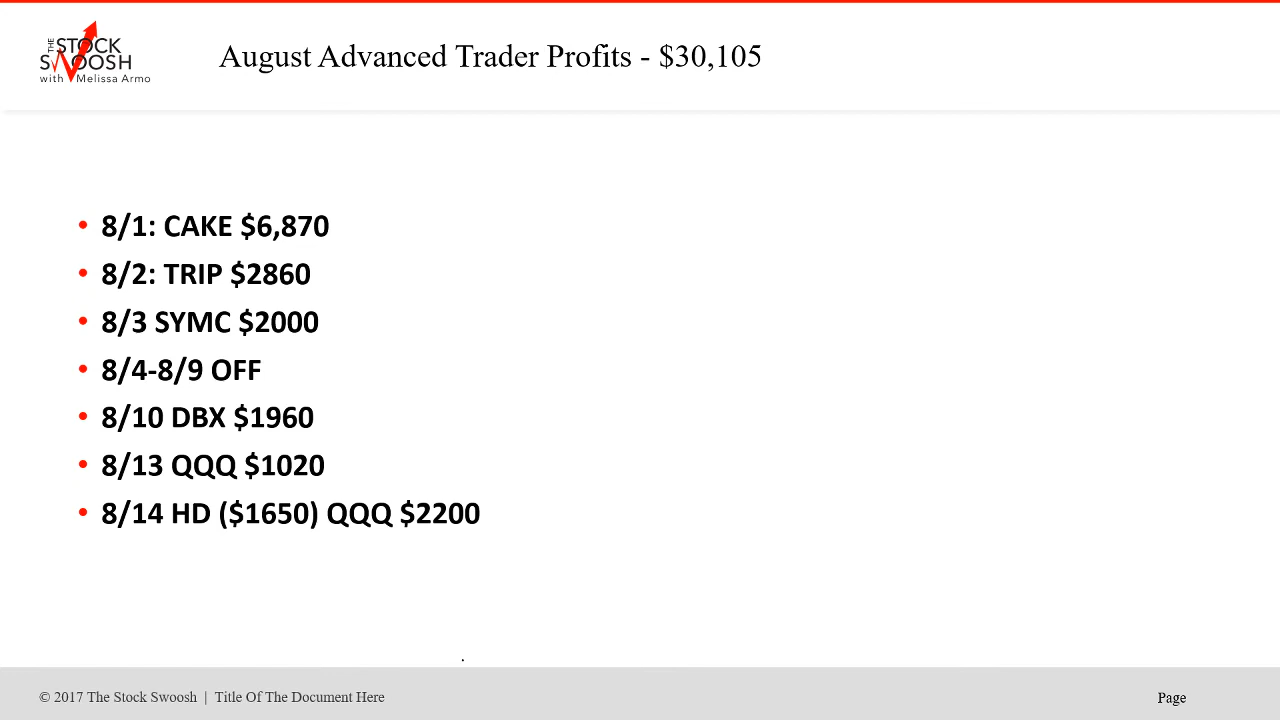 THE STOCK
SWOOSH
with Melissa Armo
August Advanced Trader Profits - $30,105
• 8/1: CAKE $6,870
• 8/2: TRIP $2860
• 8/3 SYMC $2000
• 8/4-8/9 OFF
• 8/10 DBX $1960
• 8/13 QQQ $1020
• 8/14 HD ($1650) QQQ $2200
.
© 2017 The Stock Swoosh | Title Of The Document Here
Page